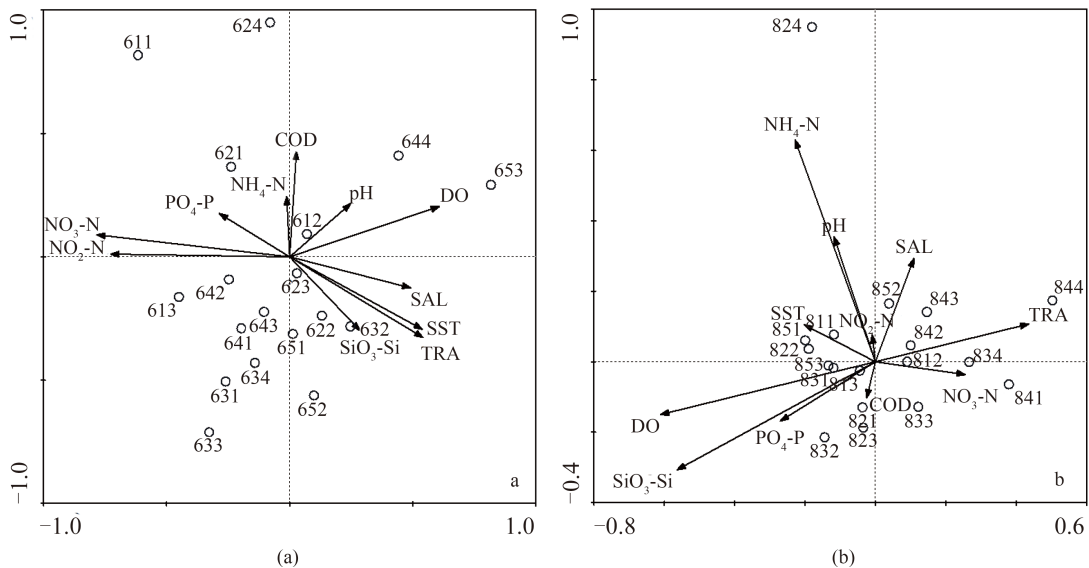 1.0
624
611
COD
644
621
653
NH₄-N
pH
DO
PO₄-P
NO₃-N
612
NO₂-N
623
642
613
SAL
643
622
632
SST
641
651
SiO₃-Si
TRA
634
631
652
633
a
-1.0
-1.0
1.0
(a)
1.0
824
NH₄-N
pH
SAL
852
843
844
SST
811
NO₂-N
TRA
851
842
822
853
812
834
831
813
NO₃-N
841
COD
DO
821
833
PO₄-P
823
832
SiO₃-Si
b
-0.4
-0.8
0.6
(b)